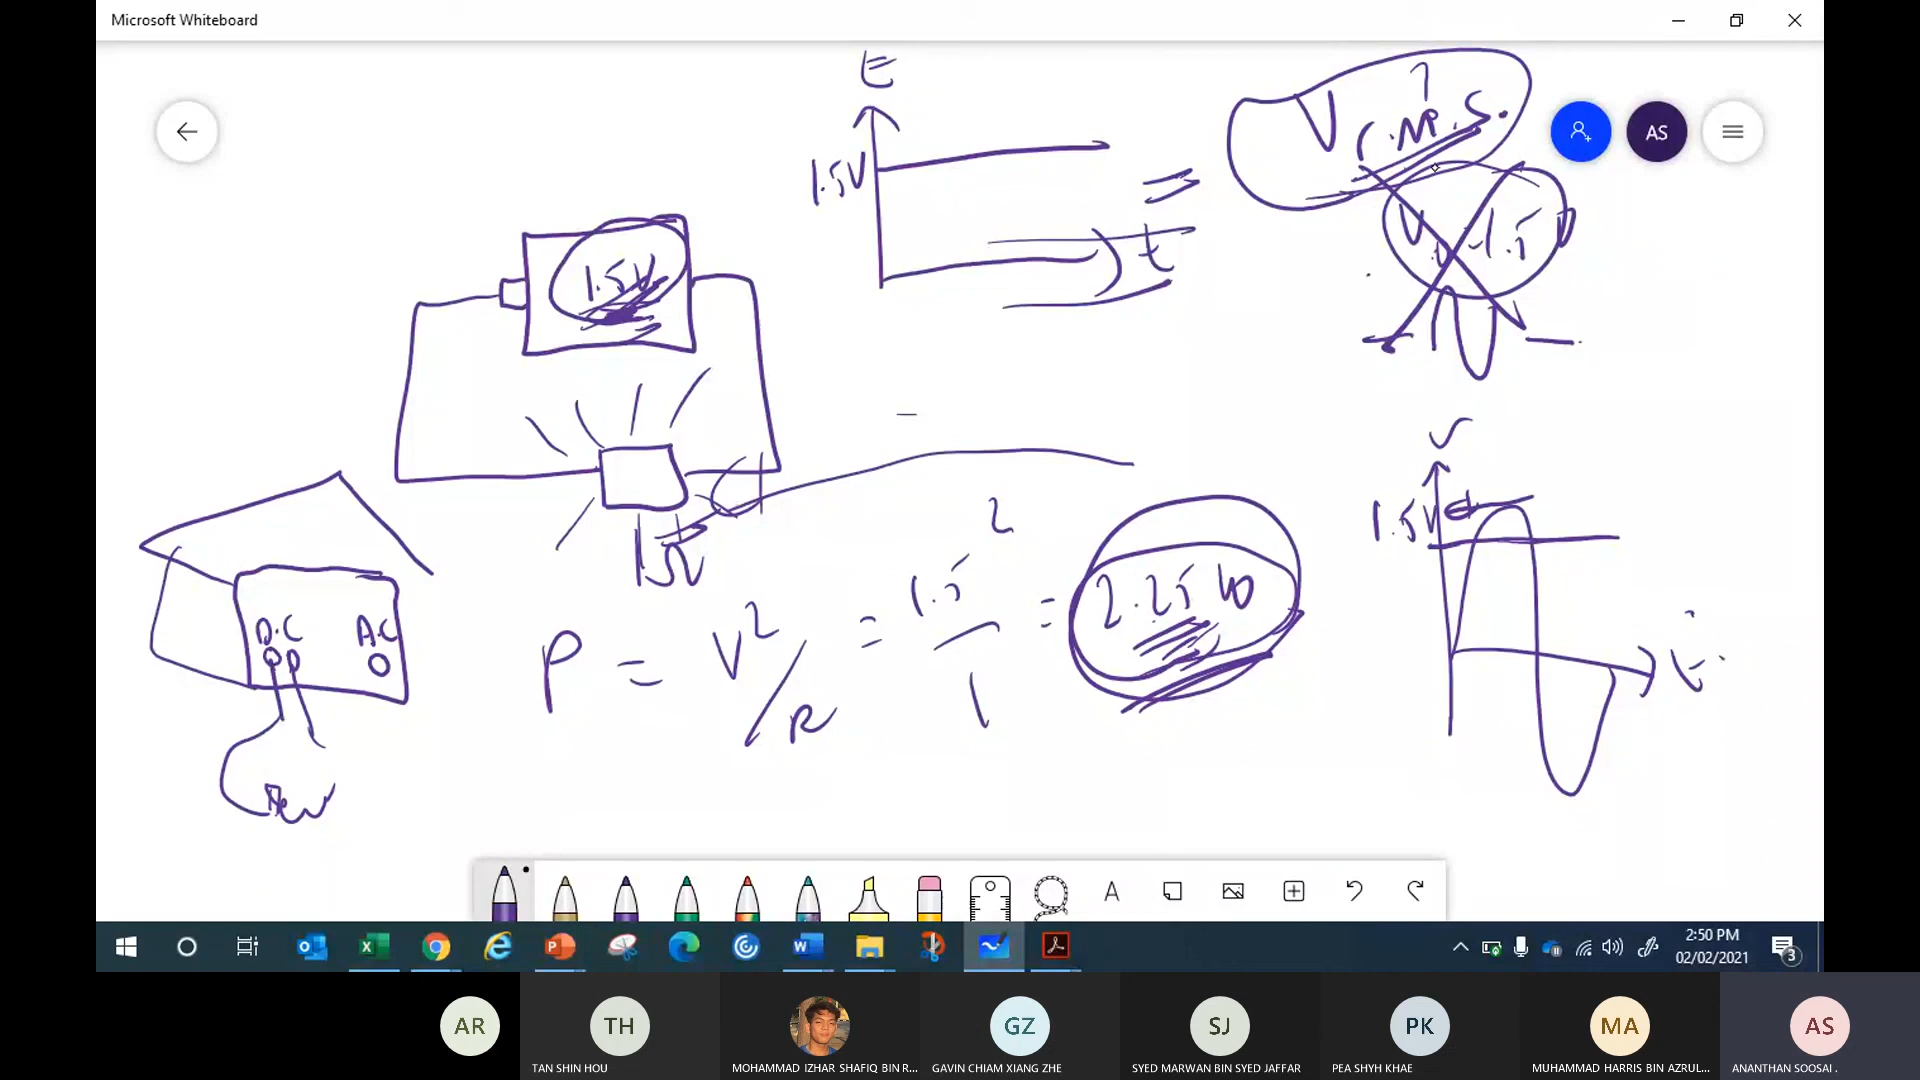 Microsoft Whiteboard
E
V r.m.s.
AS
1.5V
t
1.5V
1.5
V
1.5V
1.5V
P = V²/R = 1.5²/1 = 2.25 W
D.C A.C
t
A
2:50 PM
02/02/2021
3
AR
TH
GZ
SJ
PK
MA
AS
TAN SHIN HOU
MOHAMMAD IZHAR SHAFIQ BIN R...
GAVIN CHIAM XIANG ZHE
SYED MARWAN BIN SYED JAFFAR
PEA SHYH KHAE
MUHAMMAD HARRIS BIN AZRUL...
ANANTHAN SOOSAI .